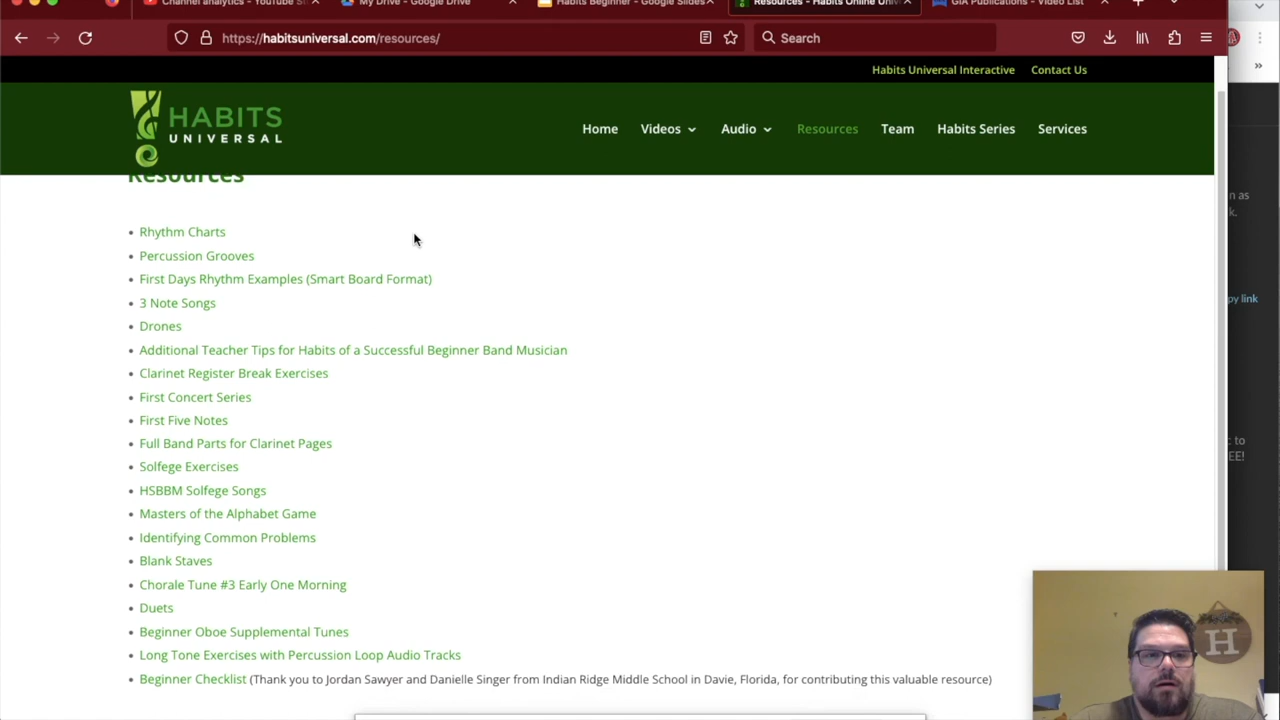 Channel analytics - YouTube St
My Drive - Google Drive
Habits Beginner - Google Slides
Resources - Habits Online Univ
GIA Publications - Video List
https://habitsuniversal.com/resources/
Search
Habits Universal Interactive Contact Us
HABITS
UNIVERSAL
Home Videos Audio Resources Team Habits Series Services
Resources
Rhythm Charts
Percussion Grooves
First Days Rhythm Examples (Smart Board Format)
3 Note Songs
Drones
Additional Teacher Tips for Habits of a Successful Beginner Band Musician
Clarinet Register Break Exercises
First Concert Series
First Five Notes
Full Band Parts for Clarinet Pages
Solfege Exercises
HSBBM Solfege Songs
Masters of the Alphabet Game
Identifying Common Problems
Blank Staves
Chorale Tune #3 Early One Morning
Duets
Beginner Oboe Supplemental Tunes
Long Tone Exercises with Percussion Loop Audio Tracks
Beginner Checklist (Thank you to Jordan Sawyer and Danielle Singer from Indian Ridge Middle School in Davie, Florida, for contributing this valuable resource)
n as
k.
py link
to
EE!
H